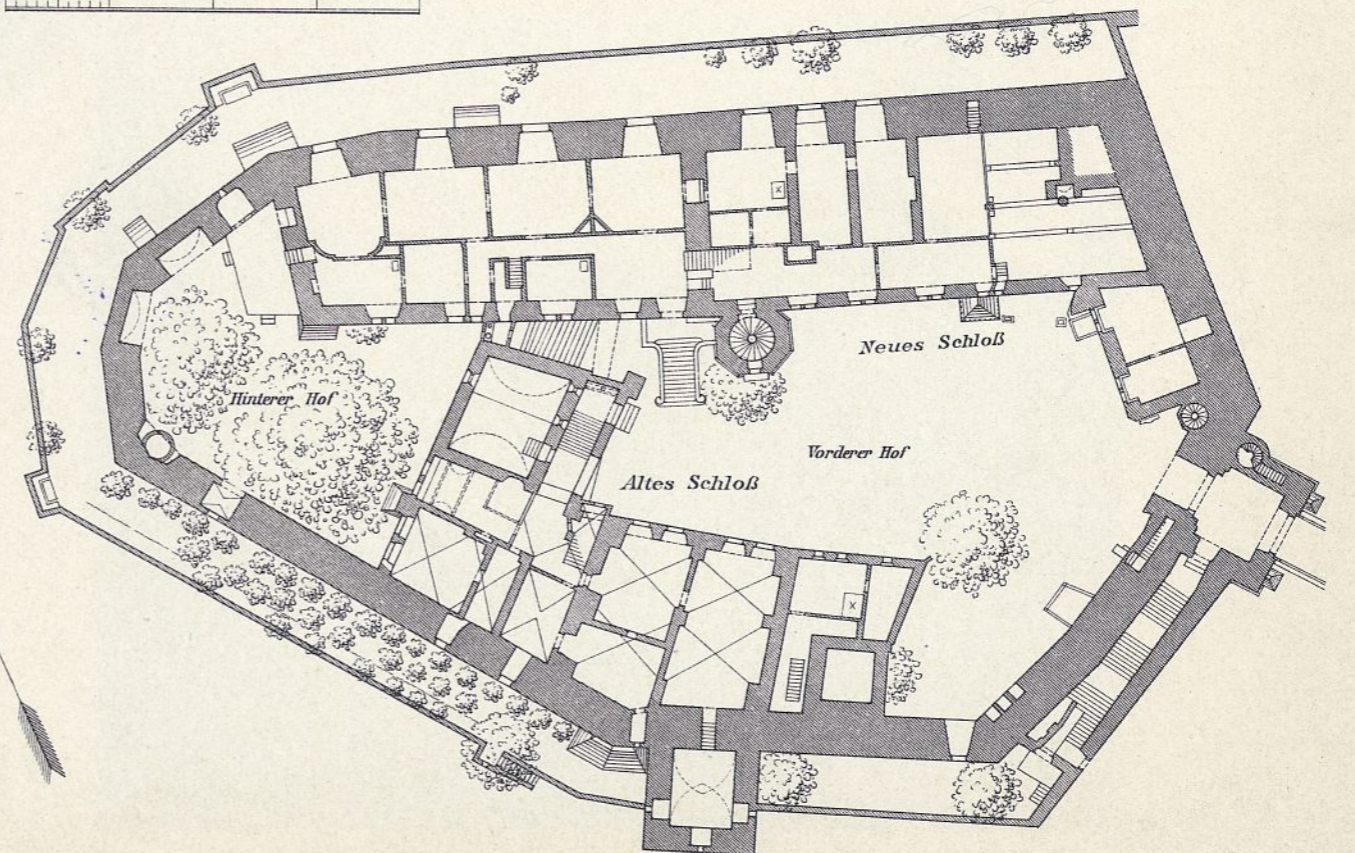 Neues Schloß
Hinterer Hof
Vorderer Hof
Altes Schloß
x
x